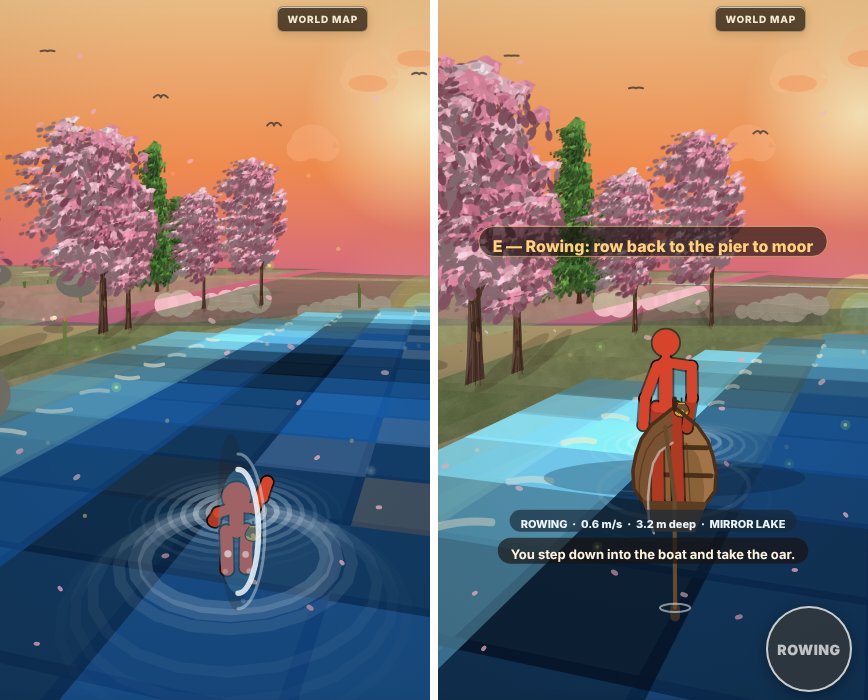 WORLD MAP
WORLD MAP
E — Rowing: row back to the pier to moor
ROWING · 0.6 m/s · 3.2 m deep · MIRROR LAKE
You step down into the boat and take the oar.
ROWING